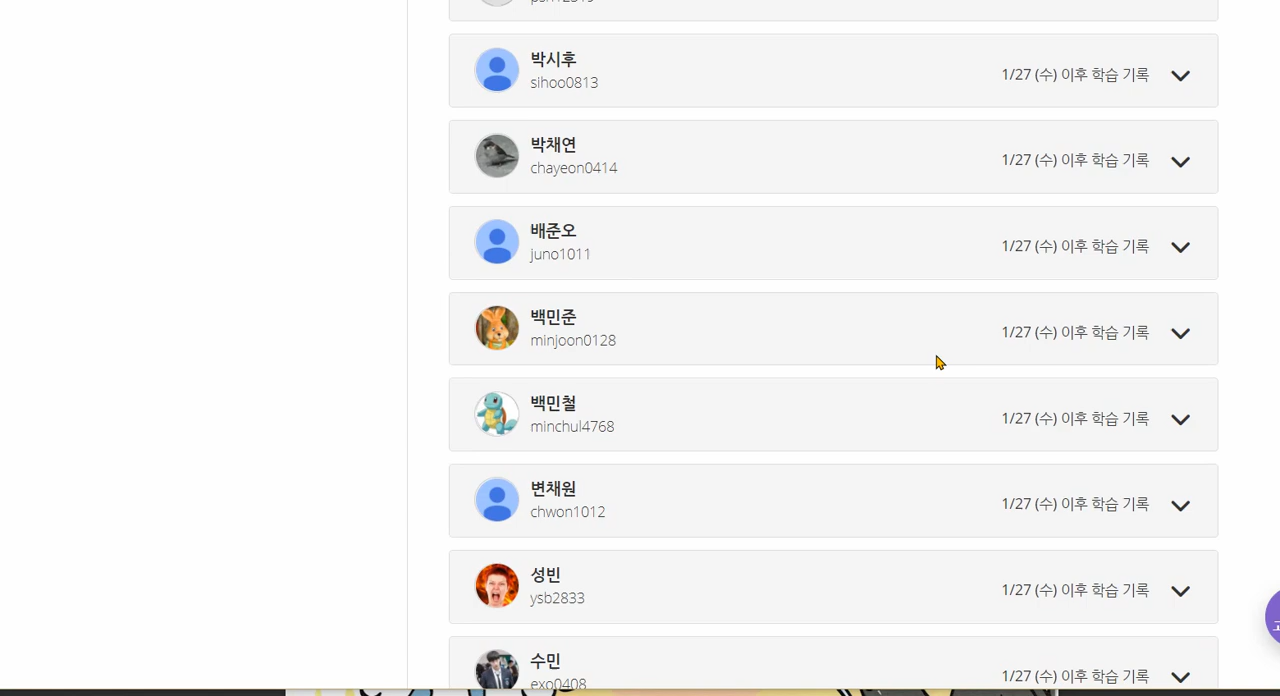 박시후
sihoo0813
1/27 (수) 이후 학습 기록
박채연
chayeon0414
1/27 (수) 이후 학습 기록
배준오
juno1011
1/27 (수) 이후 학습 기록
백민준
minjoon0128
1/27 (수) 이후 학습 기록
백민철
minchul4768
1/27 (수) 이후 학습 기록
변채원
chwon1012
1/27 (수) 이후 학습 기록
성빈
ysb2833
1/27 (수) 이후 학습 기록
수민
exo0408
1/27 (수) 이후 학습 기록